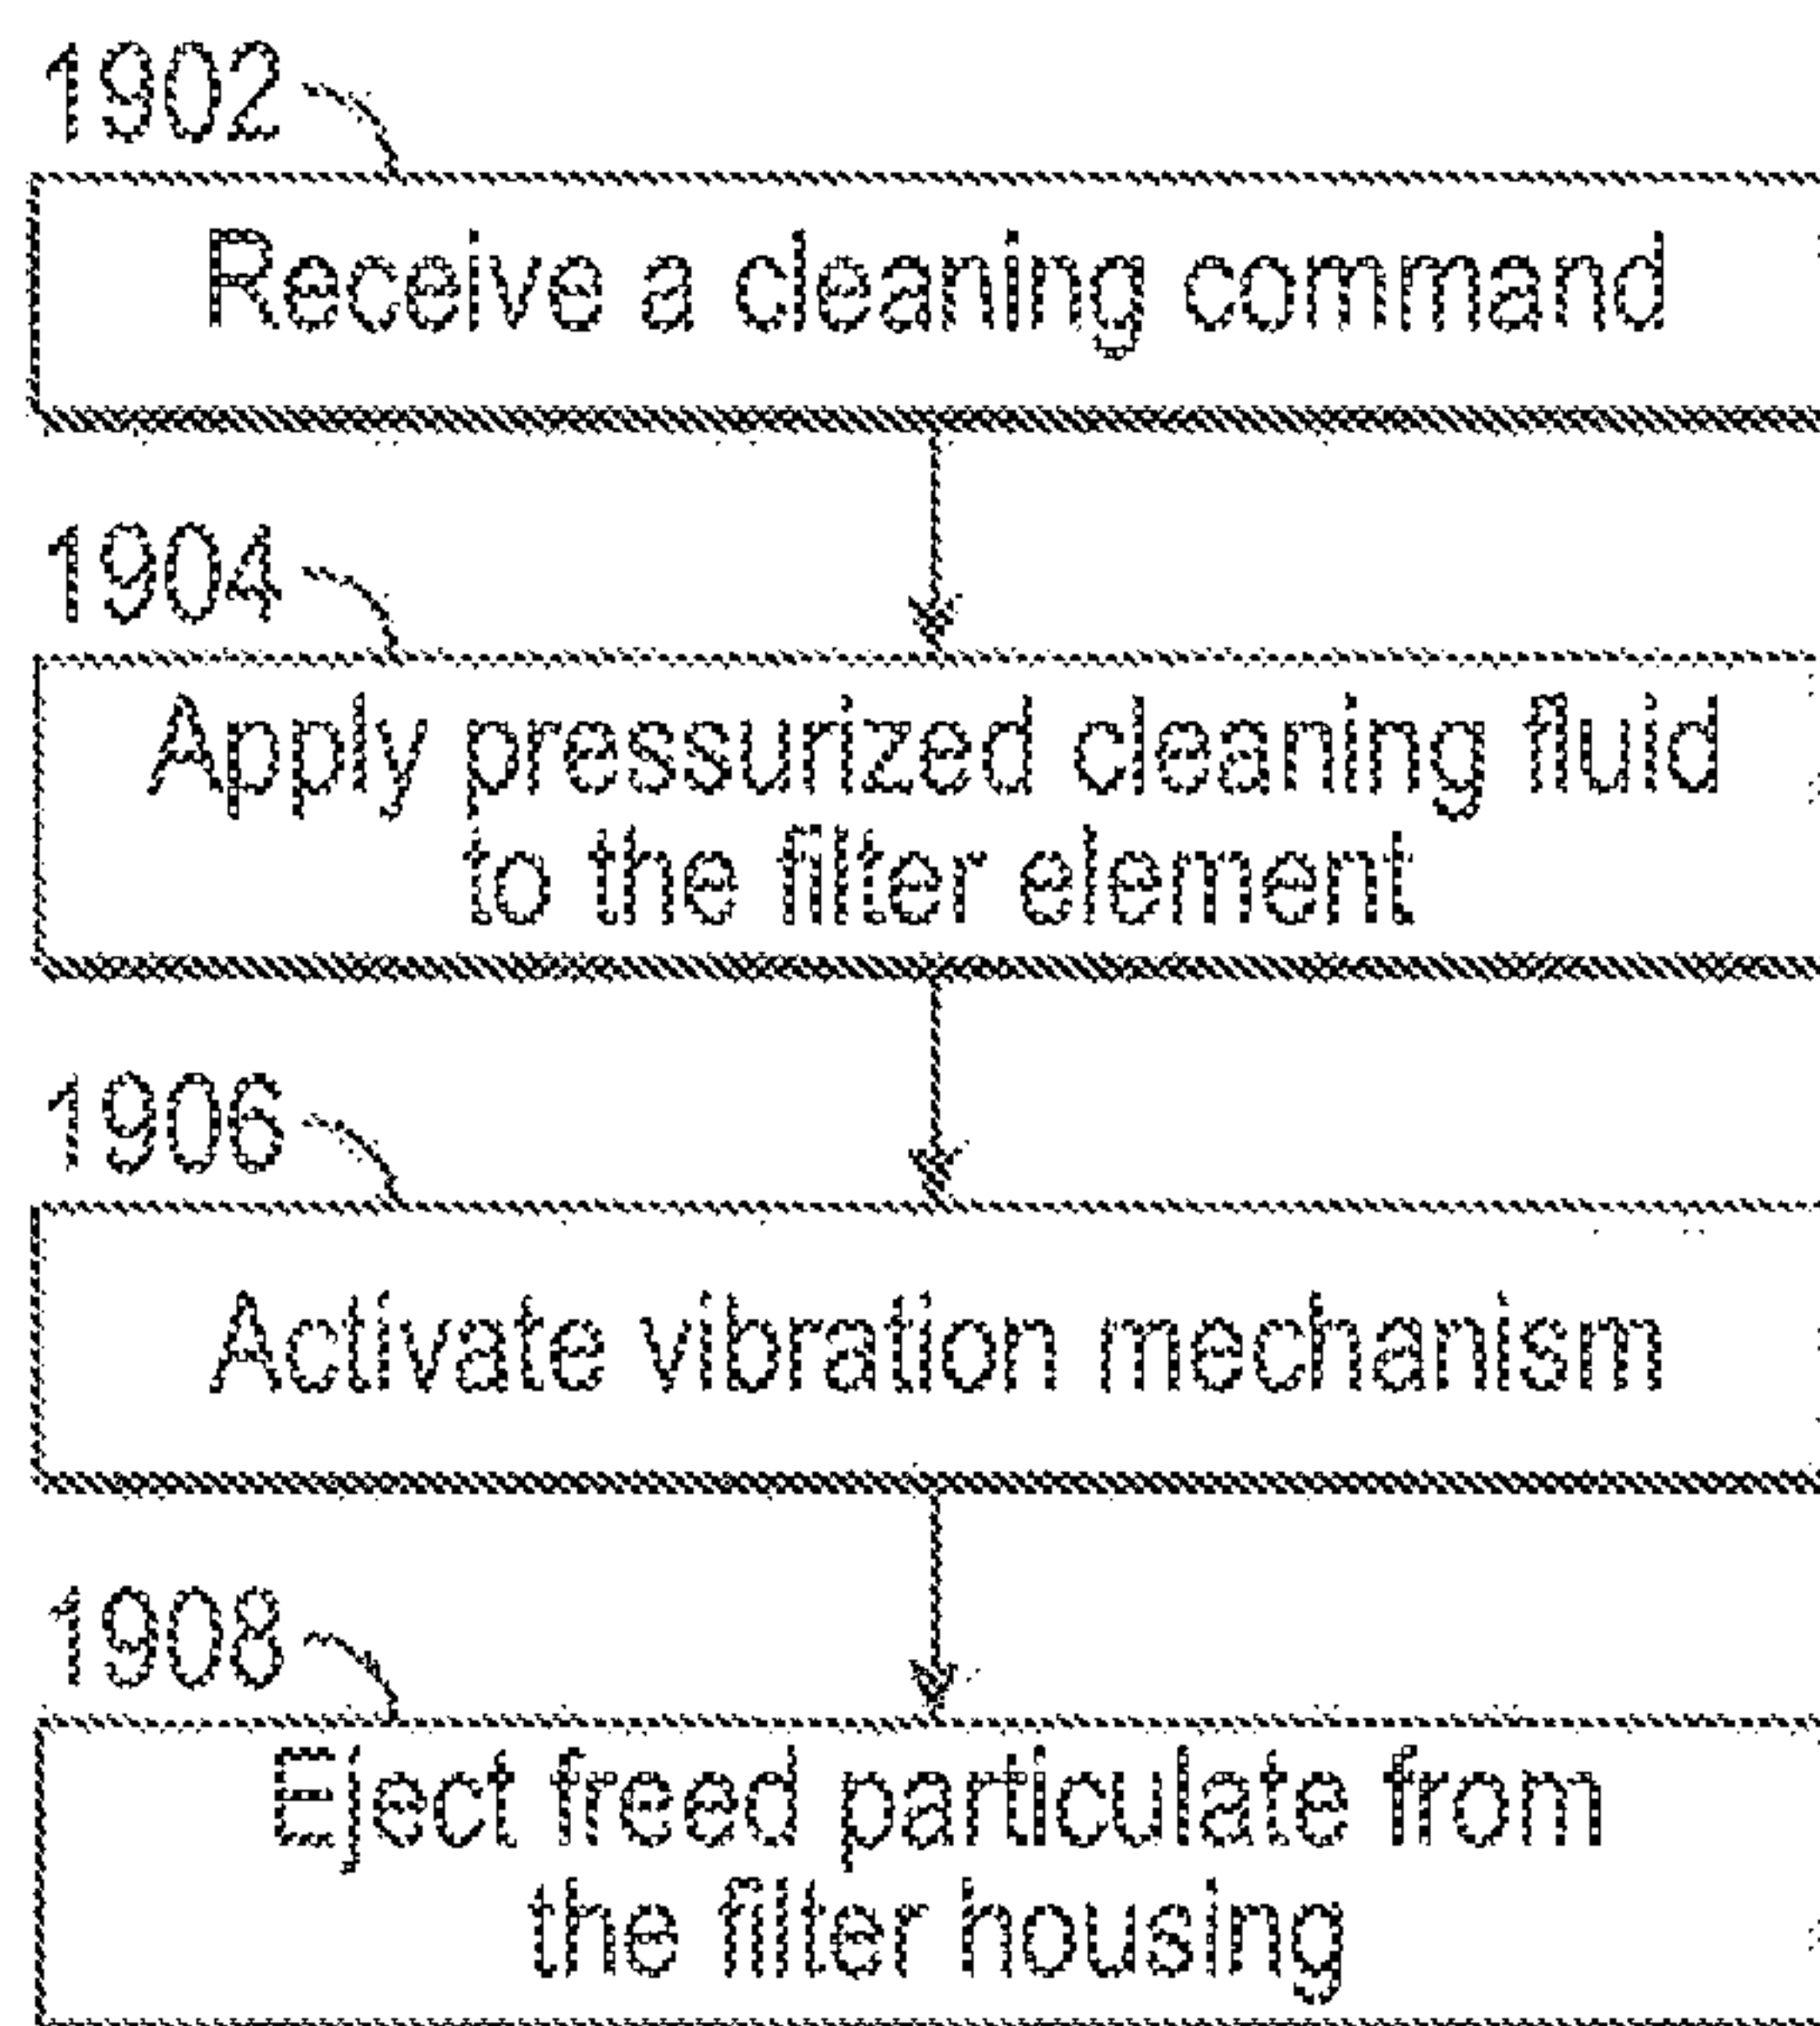 1902
Receive a cleaning command
1904
Apply pressurized cleaning fluid
to the filter element
1906
Activate vibration mechanism
1908
Eject freed particulate from
the filter housing